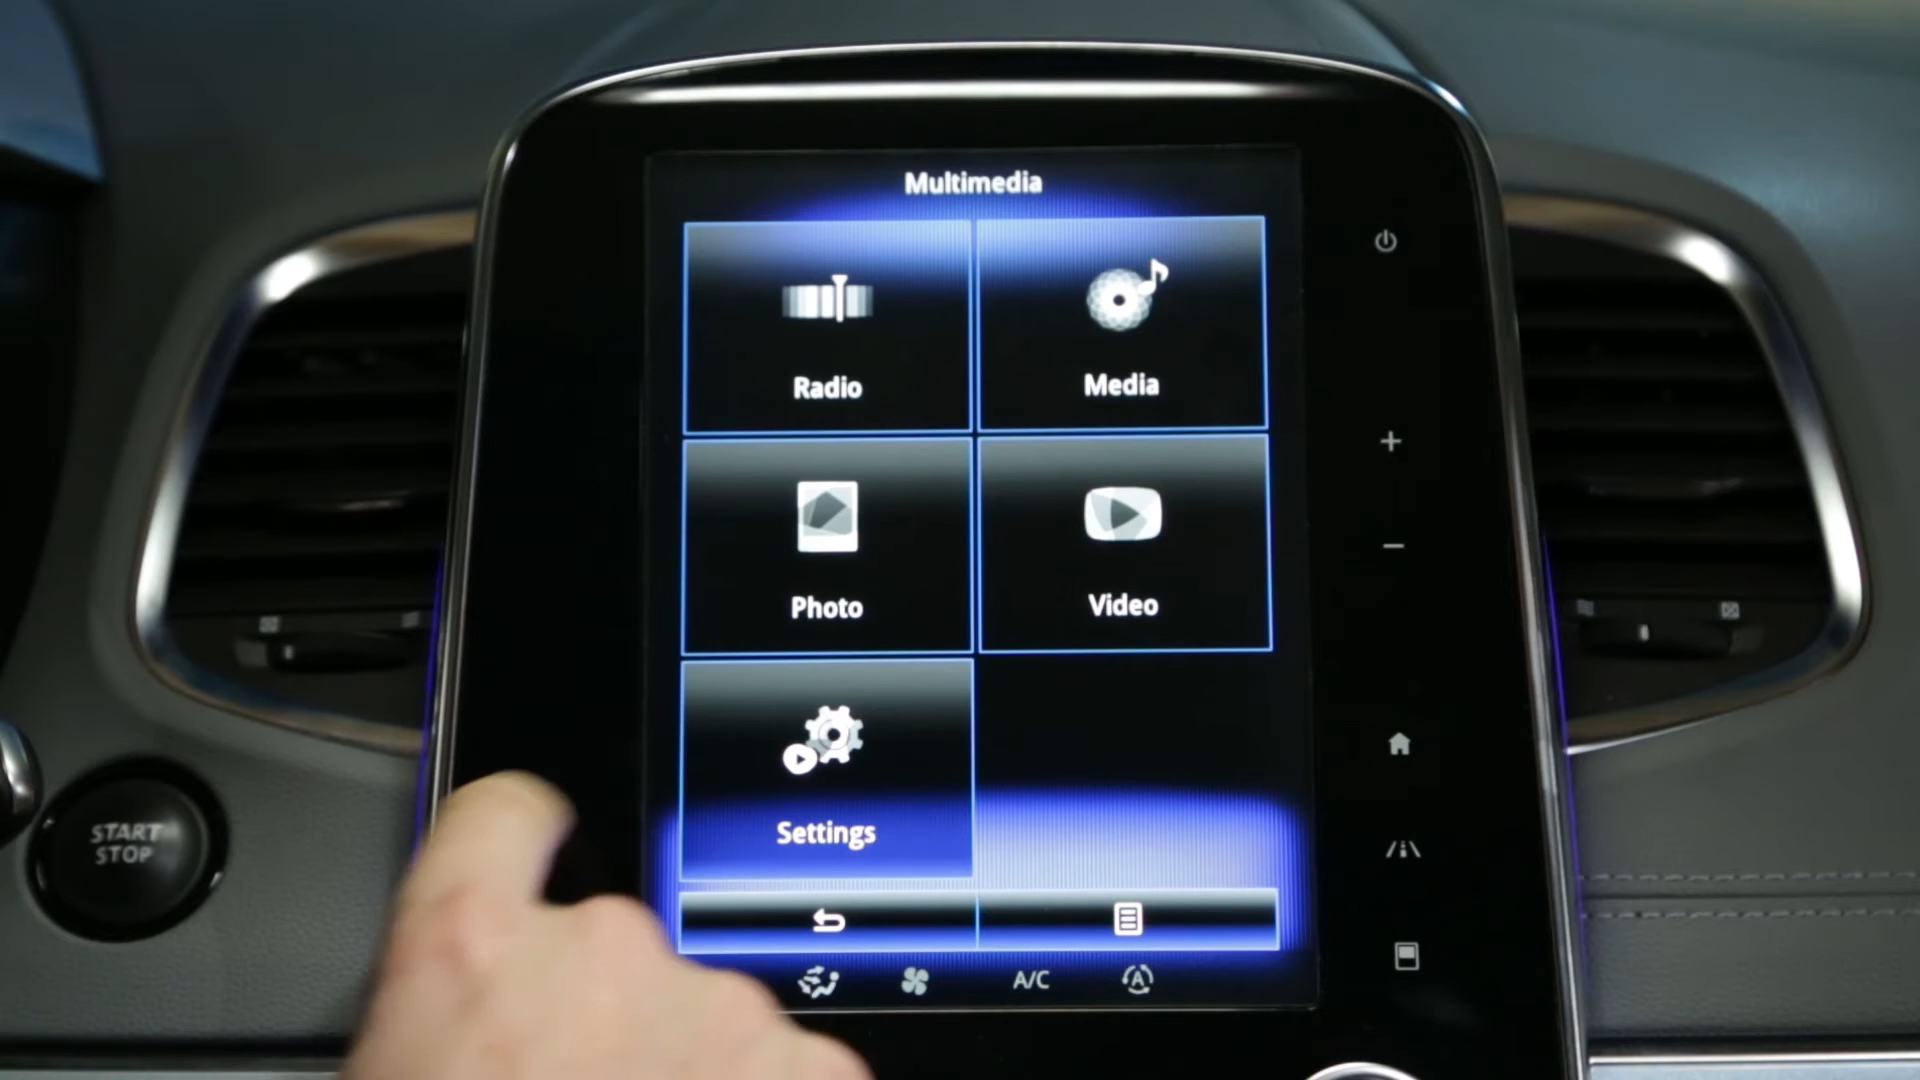 Multimedia
Radio
Media
Photo
Video
Settings
START
STOP
A/C
A